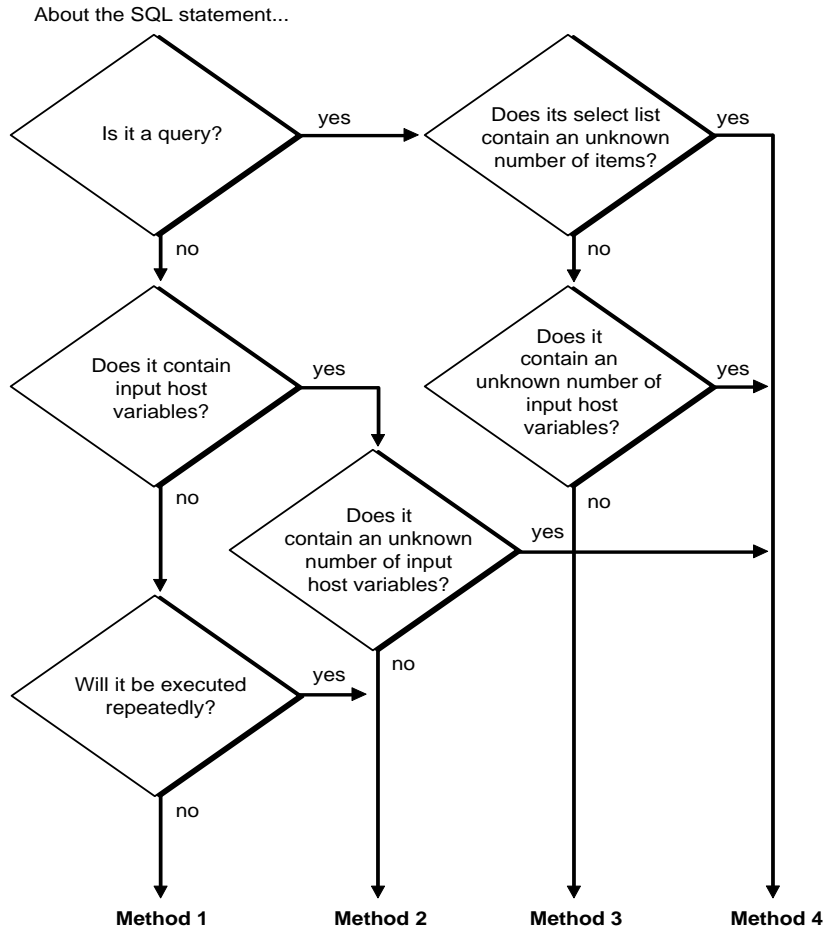 About the SQL statement...
Is it a query?
yes
Does its select list
contain an unknown
number of items?
yes
no
no
Does it contain
input host
variables?
yes
Does it
contain an
unknown number of
input host
variables?
yes
no
no
Does it
contain an unknown
number of input
host variables?
yes
no
Will it be executed
repeatedly?
yes
no
Method 1
Method 2
Method 3
Method 4